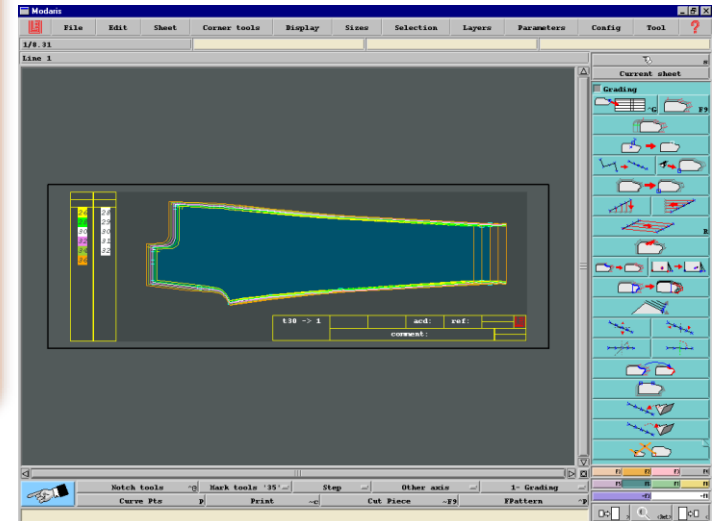 Modaris
File Edit Sheet Corner tools Display Sizes Selection Layers Parameters Config Tool ?
1/0.31
Line 1
Current sheet
Grading
^G F9
28
29
30 30
32 31
32
R
t30 -> 1 acd: ref:
comment:
Notch tools ^@ Mark tools '35' Step Other axis 1- Grading
Curve Pts P Print ^c Cut Piece ^F9 FPattern ^P